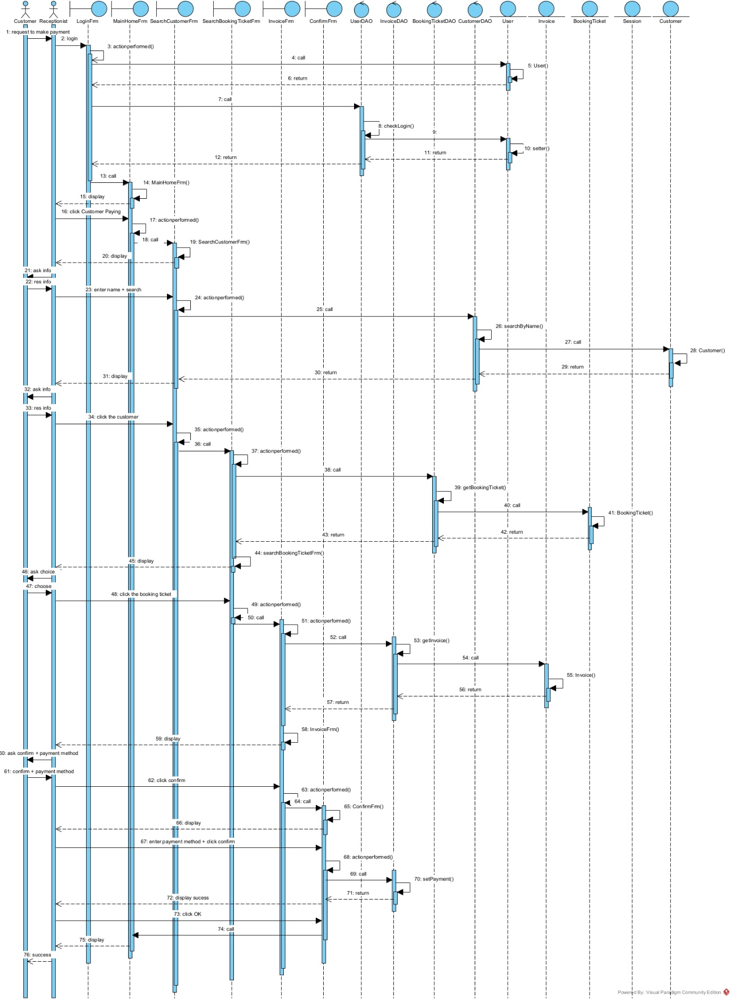 Customer Receptionist LoginFrm MainHomeFrm SearchCustomerFrm SearchBookingTicketFrm InvoiceFrm ConfirmFrm UserDAO InvoiceDAO BookingTicketDAO CustomerDAO User Invoice BookingTicket Session Customer
1: request to make payment
2: login
3: actionperformed()
4: call
5: User()
6: return
7: call
8: checkLogin()
9:
10: setter()
11: return
12: return
13: call
14: MainHomeFrm()
15: display
16: click Customer Paying
17: actionperformed()
18: call
19: SearchCustomerFrm()
20: display
21: ask info
22: res info
23: enter name + search
24: actionperformed()
25: call
26: searchByName()
27: call
28: Customer()
29: return
30: return
31: display
32: ask info
33: res info
34: click the customer
35: actionperformed()
36: call
37: actionperformed()
38: call
39: getBookingTicket()
40: call
41: BookingTicket()
42: return
43: return
44: searchBookingTicketFrm()
45: display
46: ask choice
47: choose
48: click the booking ticket
49: actionperformed()
50: call
51: actionperformed()
52: call
53: getInvoice()
54: call
55: Invoice()
56: return
57: return
58: InvoiceFrm()
59: display
60: ask confirm + payment method
61: confirm + payment method
62: click confirm
63: actionperformed()
64: call
65: ConfirmFrm()
66: display
67: enter payment method + click confirm
68: actionperformed()
69: call
70: setPayment()
71: return
72: display sucess
73: click OK
74: call
75: display
76: success
Powered By: Visual Paradigm Community Edition